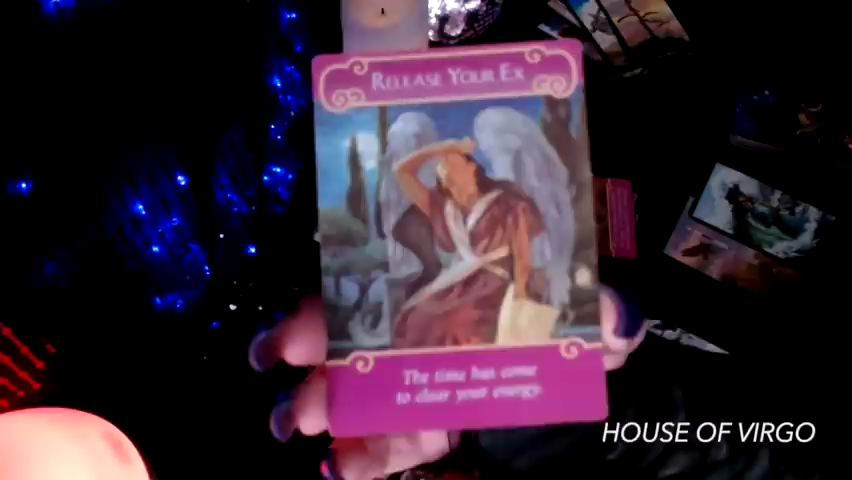 RELEASE YOUR EX
The time has come
to clear your energy.
HOUSE OF VIRGO